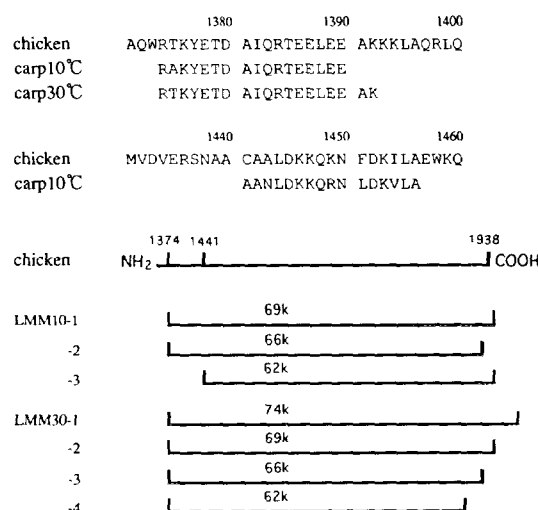 1380 1390 1400
chicken AQWRTKYETD AIQRTEELEE AKKKLAQRLQ
carp10℃ RAKYETD AIQRTEELEE
carp30℃ RTKYETD AIQRTEELEE AK
1440 1450 1460
chicken MVDVERSNAA CAALDKKQKN FDKILAEWKQ
carp10℃ AANLDKKQRN LDKVLA
1374 1441 1938
chicken NH2 COOH
LMM10-1 69k
-2 66k
-3 62k
LMM30-1 74k
-2 69k
-3 66k
-4 62k